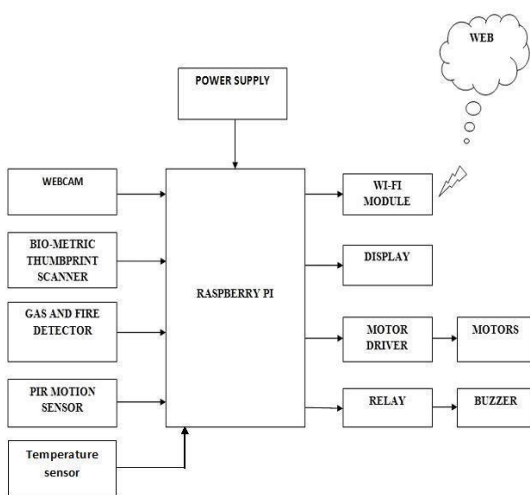 WEB
POWER SUPPLY
WEBCAM
BIO-METRIC
THUMBPRINT
SCANNER
GAS AND FIRE
DETECTOR
PIR MOTION
SENSOR
Temperature
sensor
RASPBERRY PI
WI-FI
MODULE
DISPLAY
MOTOR
DRIVER
MOTORS
RELAY
BUZZER